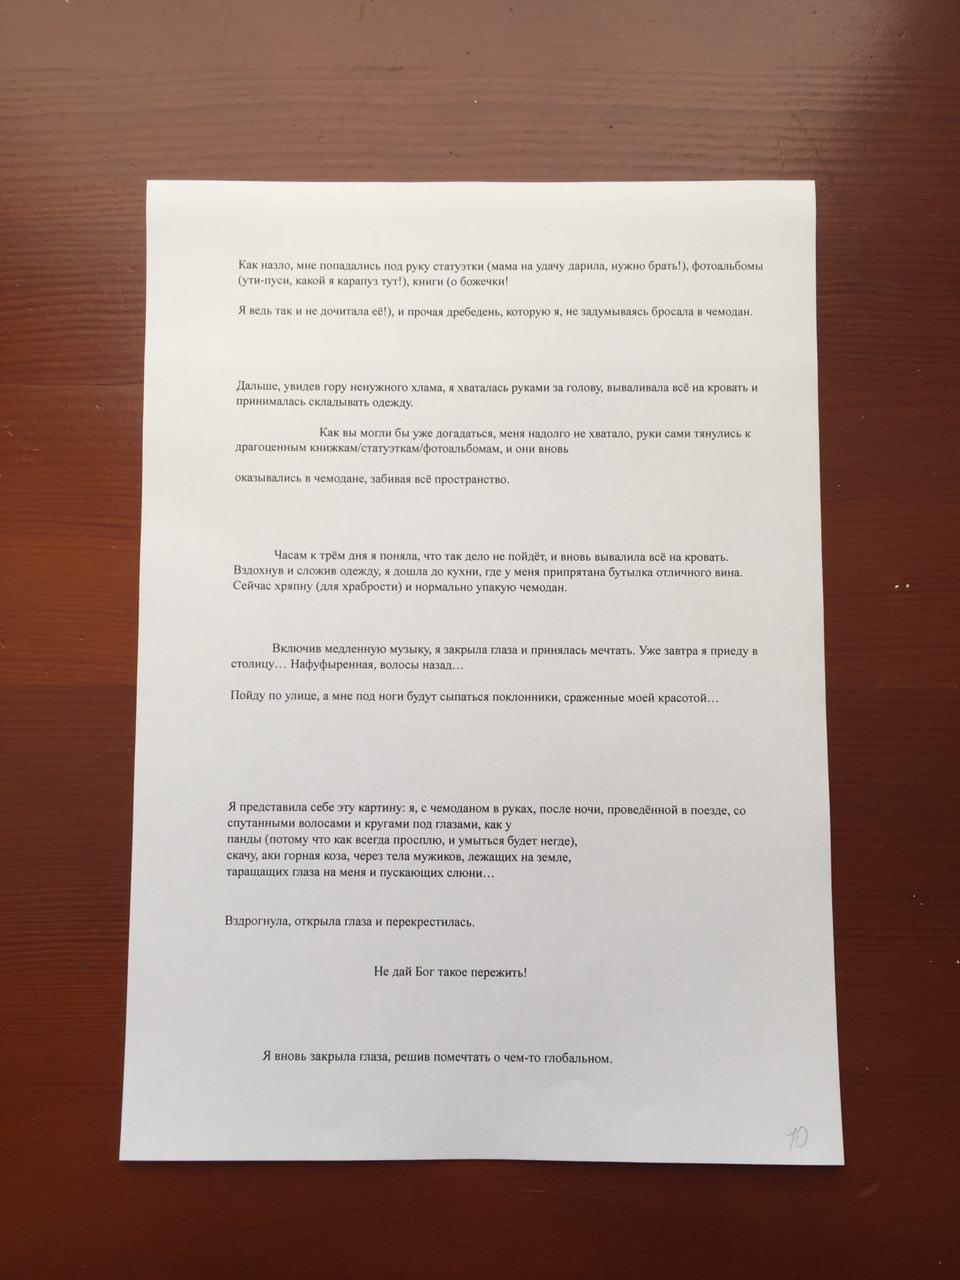 Как назло, мне попадались под руку статуэтки (мама на удачу дарила, нужно брать!), фотоальбомы
(ути-пуси, какой я карапуз тут!), книги (о божечки!
Я ведь так и не дочитала её!), и прочая дребедень, которую я, не задумываясь бросала в чемодан.
Дальше, увидев гору ненужного хлама, я хваталась руками за голову, вываливала всё на кровать и
принималась складывать одежду.
Как вы могли бы уже догадаться, меня надолго не хватало, руки сами тянулись к
драгоценным книжкам/статуэткам/фотоальбомам, и они вновь
оказывались в чемодане, забивая всё пространство.
Часам к трём дня я поняла, что так дело не пойдёт, и вновь вывалила всё на кровать.
Вздохнув и сложив одежду, я дошла до кухни, где у меня припрятана бутылка отличного вина.
Сейчас хряпну (для храбрости) и нормально упакую чемодан.
Включив медленную музыку, я закрыла глаза и принялась мечтать. Уже завтра я приеду в
столицу… Нафуфыренная, волосы назад…
Пойду по улице, а мне под ноги будут сыпаться поклонники, сраженные моей красотой…
Я представила себе эту картину: я, с чемоданом в руках, после ночи, проведённой в поезде, со
спутанными волосами и кругами под глазами, как у
панды (потому что как всегда просплю, и умыться будет негде),
скачу, аки горная коза, через тела мужиков, лежащих на земле,
таращащих глаза на меня и пускающих слюни…
Вздрогнула, открыла глаза и перекрестилась.
Не дай Бог такое пережить!
Я вновь закрыла глаза, решив помечтать о чем-то глобальном.
10